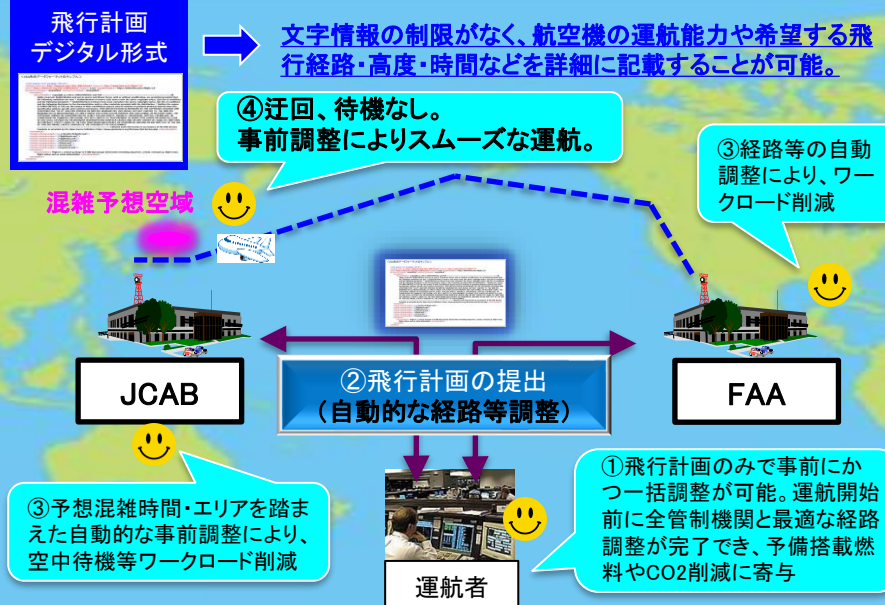 飛行計画
デジタル形式
文字情報の制限がなく、航空機の運航能力や希望する飛
行経路・高度・時間などを詳細に記載することが可能。
④迂回、待機なし。
事前調整によりスムーズな運航。
③経路等の自動
調整により、ワー
クロード削減
混雑予想空域
JCAB
②飛行計画の提出
（自動的な経路等調整）
FAA
③予想混雑時間・エリアを踏ま
えた自動的な事前調整により、
空中待機等ワークロード削減
①飛行計画のみで事前にか
つ一括調整が可能。運航開始
前に全管制機関と最適な経路
調整が完了でき、予備搭載燃
料やCO2削減に寄与
運航者